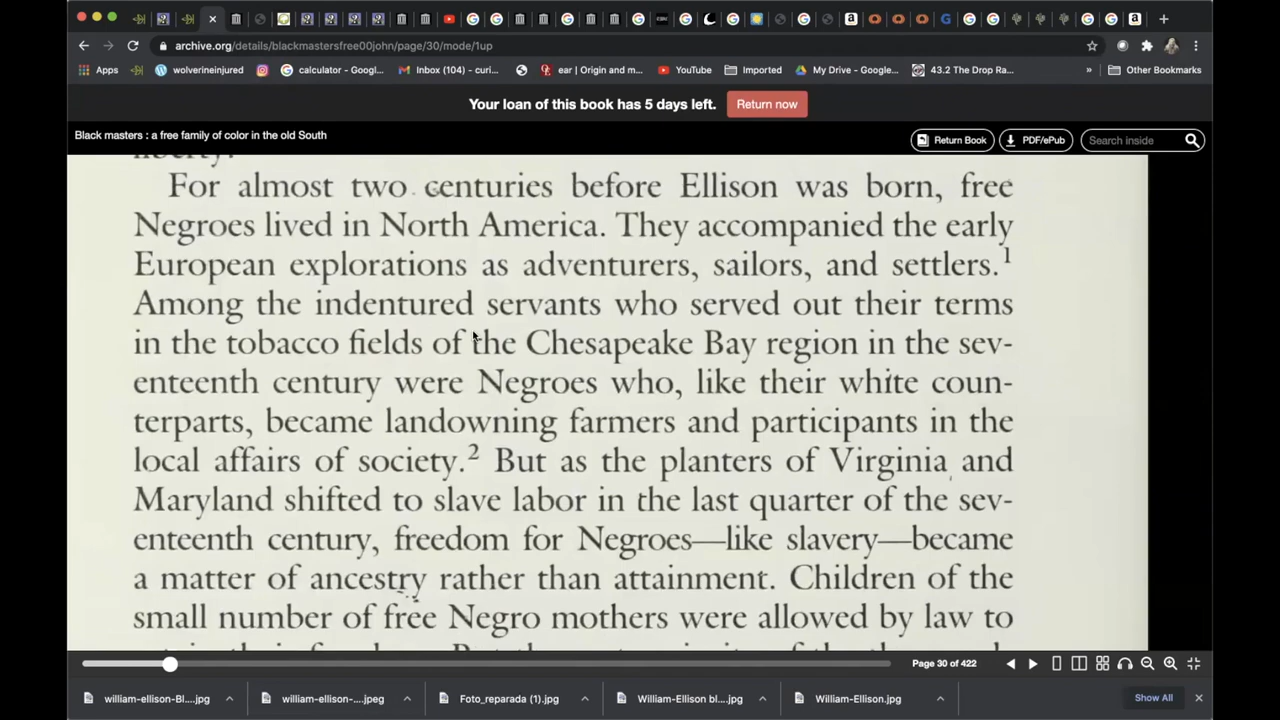 archive.org/details/blackmastersfree00john/page/30/mode/1up
Apps
wolverineinjured
calculator - Googl...
Inbox (104) - curi...
ear | Origin and m...
YouTube
Imported
My Drive - Google...
43.2 The Drop Ra...
»
Other Bookmarks
Your loan of this book has 5 days left.
Return now
Black masters : a free family of color in the old South
Return Book
PDF/ePub
Search inside
liberty.
For almost two centuries before Ellison was born, free
Negroes lived in North America. They accompanied the early
European explorations as adventurers, sailors, and settlers.1
Among the indentured servants who served out their terms
in the tobacco fields of the Chesapeake Bay region in the sev-
enteenth century were Negroes who, like their white coun-
terparts, became landowning farmers and participants in the
local affairs of society.2 But as the planters of Virginia and
Maryland shifted to slave labor in the last quarter of the sev-
enteenth century, freedom for Negroes—like slavery—became
a matter of ancestry rather than attainment. Children of the
small number of free Negro mothers were allowed by law to
Page 30 of 422
william-ellison-Bl....jpg
william-ellison-....jpeg
Foto_reparada (1).jpg
William-Ellison bl....jpg
William-Ellison.jpg
Show All